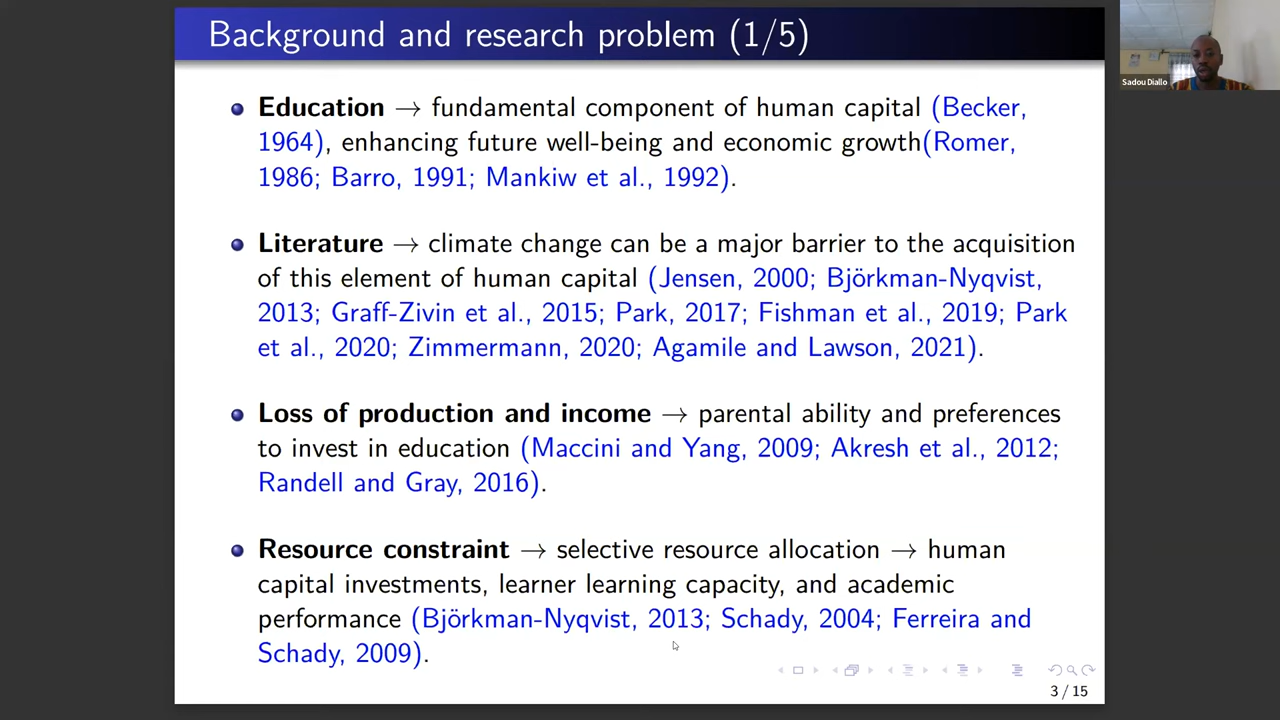 Background and research problem (1/5)
Sadou Diallo
Education → fundamental component of human capital (Becker,
1964), enhancing future well-being and economic growth(Romer,
1986; Barro, 1991; Mankiw et al., 1992).
Literature → climate change can be a major barrier to the acquisition
of this element of human capital (Jensen, 2000; Björkman-Nyqvist,
2013; Graff-Zivin et al., 2015; Park, 2017; Fishman et al., 2019; Park
et al., 2020; Zimmermann, 2020; Agamile and Lawson, 2021).
Loss of production and income → parental ability and preferences
to invest in education (Maccini and Yang, 2009; Akresh et al., 2012;
Randell and Gray, 2016).
Resource constraint → selective resource allocation → human
capital investments, learner learning capacity, and academic
performance (Björkman-Nyqvist, 2013; Schady, 2004; Ferreira and
Schady, 2009).
3 / 15